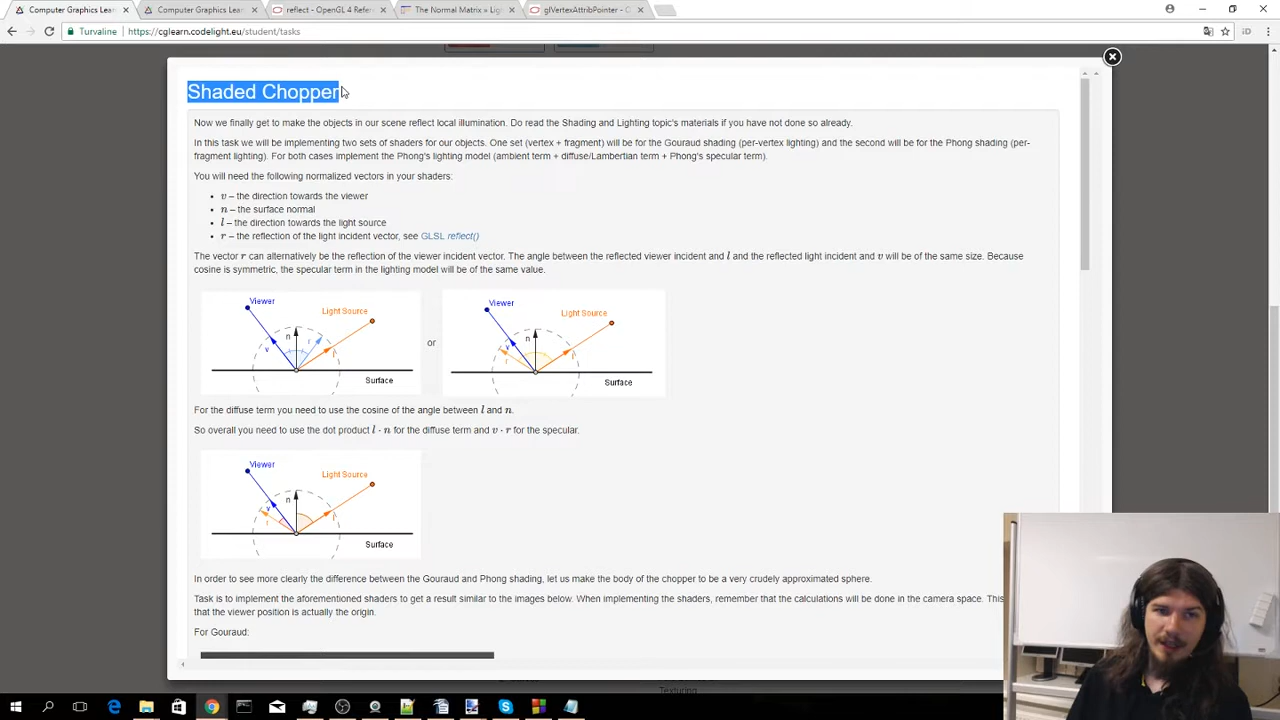 Computer Graphics Lear
Computer Graphics Lear
reflect - OpenGL 4 Refer
The Normal Matrix » Ligh
glVertexAttribPointer - O
Turvaline
https://cglearn.codelight.eu/student/tasks
Shaded Chopper
Now we finally get to make the objects in our scene reflect local illumination. Do read the Shading and Lighting topic's materials if you have not done so already.
In this task we will be implementing two sets of shaders for our objects. One set (vertex + fragment) will be for the Gouraud shading (per-vertex lighting) and the second will be for the Phong shading (per-
fragment lighting). For both cases implement the Phong's lighting model (ambient term + diffuse/Lambertian term + Phong's specular term).
You will need the following normalized vectors in your shaders:
• v – the direction towards the viewer
• n – the surface normal
• l – the direction towards the light source
• r – the reflection of the light incident vector, see GLSL reflect()
The vector r can alternatively be the reflection of the viewer incident vector. The angle between the reflected viewer incident and l and the reflected light incident and v will be of the same size. Because
cosine is symmetric, the specular term in the lighting model will be of the same value.
Viewer
Light Source
n
v
r
l
Surface
or
Viewer
Light Source
n
v
r
l
Surface
For the diffuse term you need to use the cosine of the angle between l and n.
So overall you need to use the dot product l · n for the diffuse term and v · r for the specular.
Viewer
Light Source
n
v
r
l
Surface
In order to see more clearly the difference between the Gouraud and Phong shading, let us make the body of the chopper to be a very crudely approximated sphere.
Task is to implement the aforementioned shaders to get a result similar to the images below. When implementing the shaders, remember that the calculations will be done in the camera space. This
that the viewer position is actually the origin.
For Gouraud:
Texturing